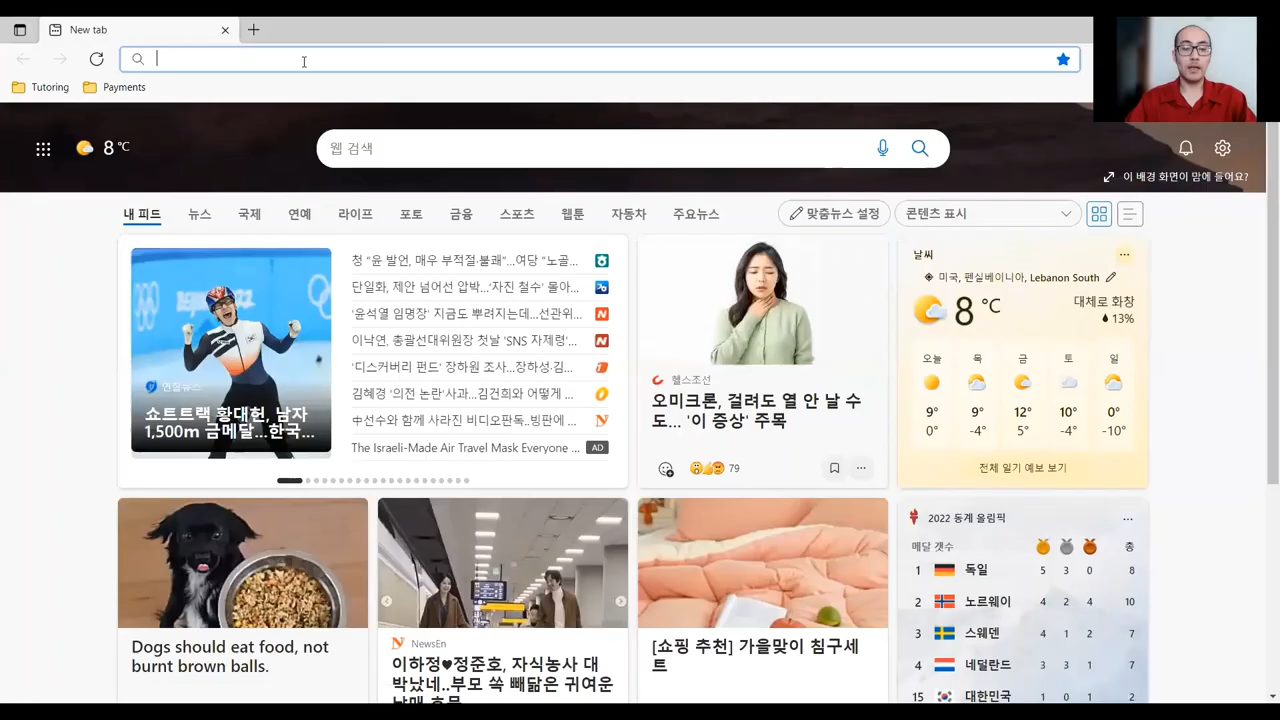 New tab
Tutoring
Payments
8 °C
웹 검색
이 배경 화면이 맘에 들어요?
내 피드 뉴스 국제 연예 라이프 포토 금융 스포츠 웹툰 자동차 주요뉴스
맞춤뉴스 설정
콘텐츠 표시
연합뉴스
쇼트트랙 황대헌, 남자
1,500m 금메달...한국...
청 "윤 발언, 매우 부적절·불쾌"...여당 "노골...
단일화, 제안 넘어선 압박...'자진 철수' 몰아...
'윤석열 임명장' 지금도 뿌려지는데...선관위...
이낙연, 총괄선대위원장 첫날 'SNS 자제령'...
'디스커버리 펀드' 장하원 조사...장하성·김...
김혜경 '의전 논란'사과...김건희와 어떻게 ...
中선수와 함께 사라진 비디오판독..빙판에 ...
The Israeli-Made Air Travel Mask Everyone ... AD
헬스조선
오미크론, 걸려도 열 안 날 수
도... '이 증상' 주목
79
날씨
미국, 펜실베이니아, Lebanon South
8 °C
대체로 화창
13%
오늘 목 금 토 일
9° 9° 12° 10° 0°
0° -4° 5° -4° -10°
전체 일기 예보 보기
Dogs should eat food, not
burnt brown balls.
NewsEn
이하정♥정준호, 자식농사 대
박났네..부모 쏙 빼닮은 귀여운
[쇼핑 추천] 가을맞이 침구세
트
2022 동계 올림픽
메달 갯수 총
1 독일 5 3 0 8
2 노르웨이 4 2 4 10
3 스웨덴 4 1 2 7
4 네덜란드 3 3 1 7
15 대한민국 1 0 1 2